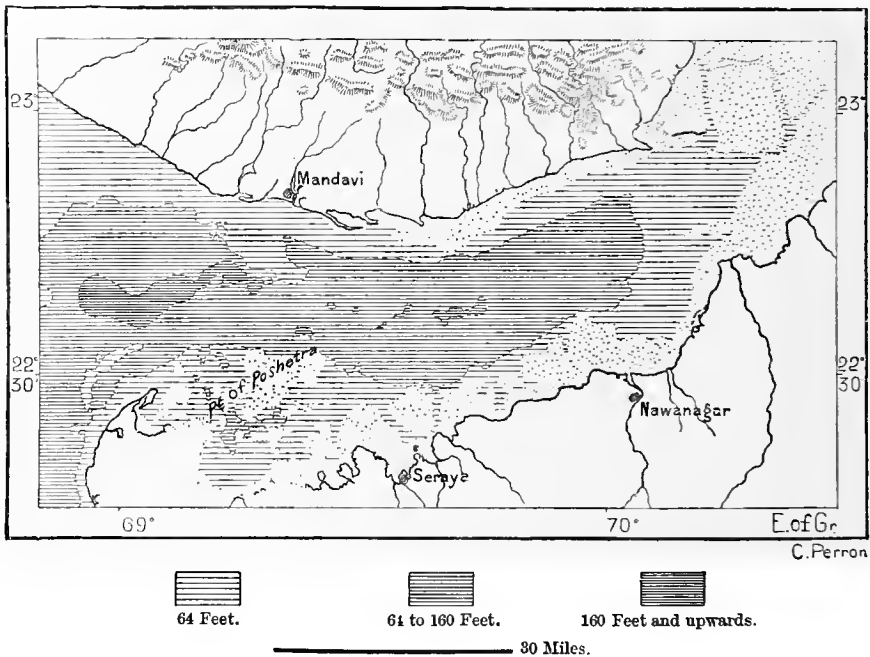 23°
23°
Mandavi
Pt of Poshetra
22°
30'
22°
30'
Nawanagar
Seraya
69°
70°
E. of Gr.
C. Perron
64 Feet.
64 to 160 Feet.
160 Feet and upwards.
30 Miles.